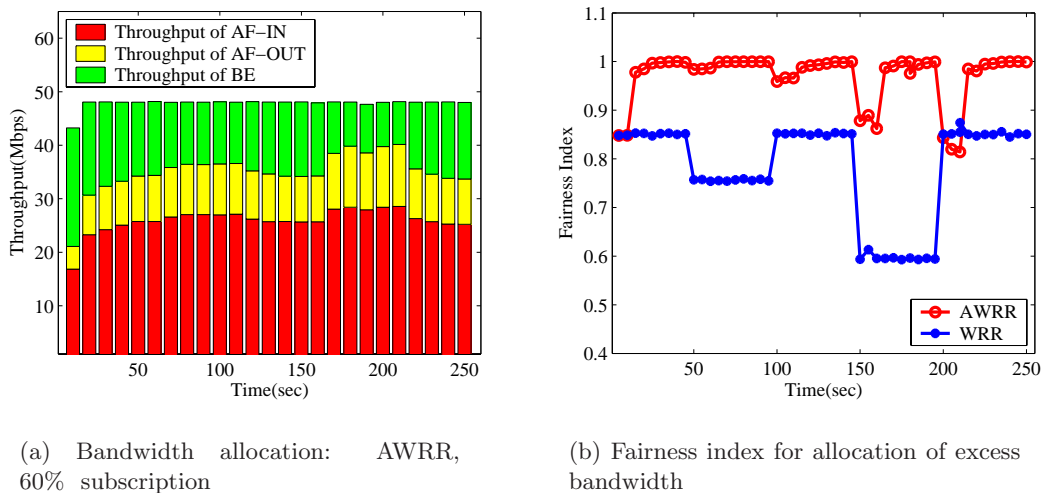 60
50
40
30
20
10
Throughput(Mbps)
Throughput of AF-IN
Throughput of AF-OUT
Throughput of BE
50 100 150 200 250
Time(sec)
(a) Bandwidth allocation: AWRR,
60% subscription
1.1
1
0.9
0.8
0.7
0.6
0.5
0.4
Fairness Index
AWRR
WRR
0 50 100 150 200 250
Time(sec)
(b) Fairness index for allocation of excess
bandwidth